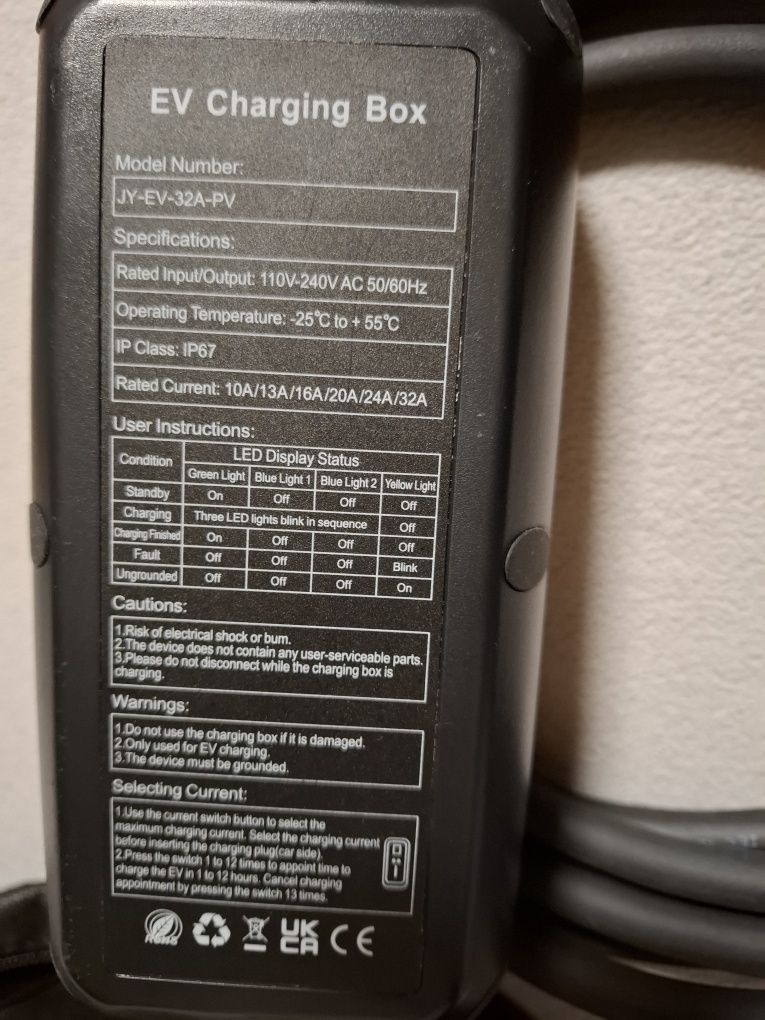 EV Charging Box
Model Number:
JY-EV-32A-PV
Specifications:
Rated Input/Output: 110V-240V AC 50/60Hz
Operating Temperature: -25℃ to + 55℃
IP Class: IP67
Rated Current: 10A/13A/16A/20A/24A/32A
User Instructions:
Condition LED Display Status
Green Light Blue Light 1 Blue Light 2 Yellow Light
Standby On Off Off Off
Charging Three LED lights blink in sequence Off
Charging Finished On Off Off Off
Fault Off Off Off Blink
Ungrounded Off Off Off On
Cautions:
1.Risk of electrical shock or burn.
2.The device does not contain any user-serviceable parts.
3.Please do not disconnect while the charging box is
charging.
Warnings:
1.Do not use the charging box if it is damaged.
2.Only used for EV charging.
3.The device must be grounded.
Selecting Current:
1.Use the current switch button to select the
maximum charging current. Select the charging current
before inserting the charging plug(car side).
2.Press the switch 1 to 12 times to appoint time to
charge the EV in 1 to 12 hours. Cancel charging
appointment by pressing the switch 13 times.
RoHS UK CA CE